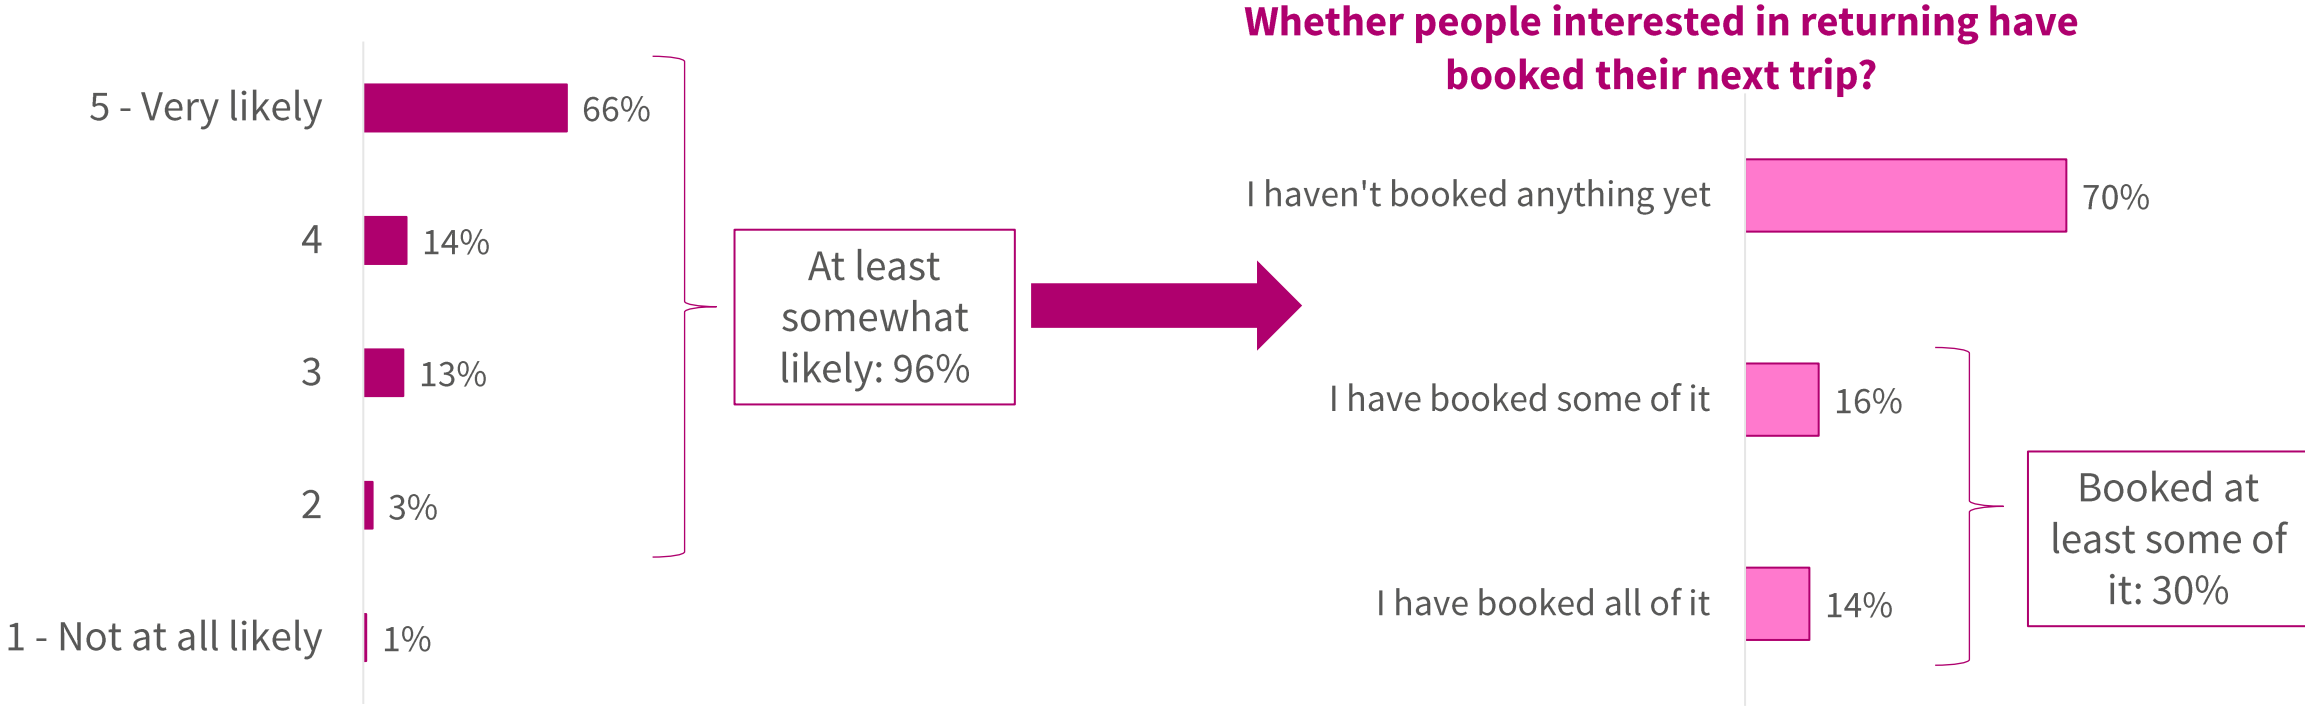 5 - Very likely
66%
4
14%
3
13%
2
3%
1 - Not at all likely
1%
At least
somewhat
likely: 96%
Whether people interested in returning have
booked their next trip?
I haven't booked anything yet
70%
I have booked some of it
16%
I have booked all of it
14%
Booked at
least some of
it: 30%